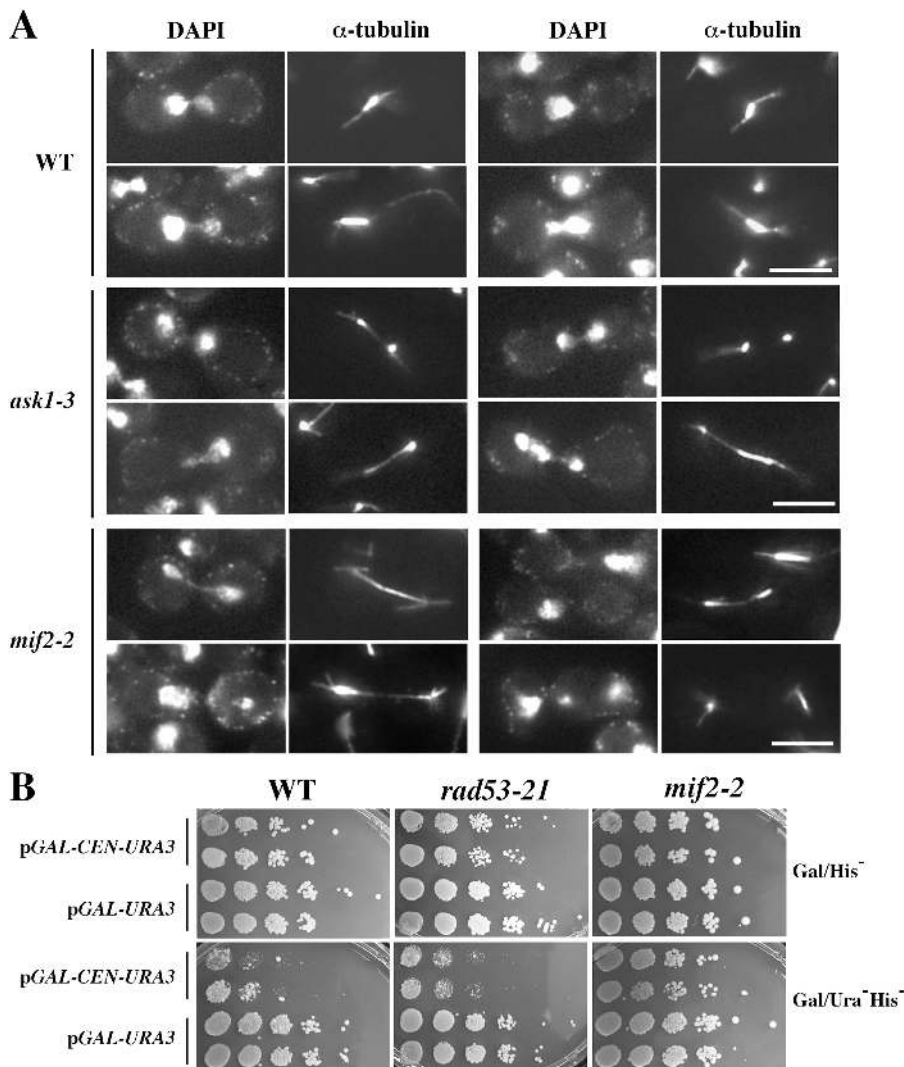 A
DAPI α-tubulin DAPI α-tubulin
WT
ask1-3
mif2-2
B
WT rad53-21 mif2-2
pGAL-CEN-URA3
pGAL-URA3
Gal/His⁻
pGAL-CEN-URA3
pGAL-URA3
Gal/Ura⁻His⁻